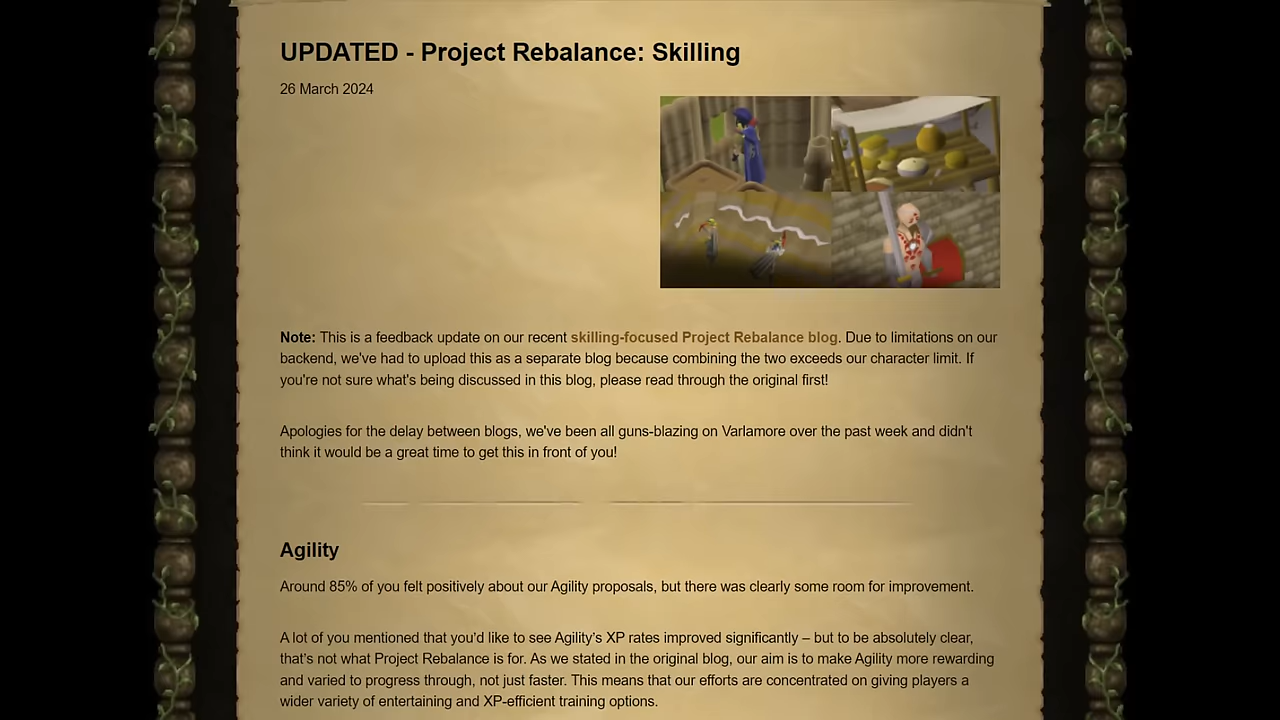 UPDATED - Project Rebalance: Skilling
26 March 2024
Note: This is a feedback update on our recent skilling-focused Project Rebalance blog. Due to limitations on our
backend, we've had to upload this as a separate blog because combining the two exceeds our character limit. If
you're not sure what's being discussed in this blog, please read through the original first!
Apologies for the delay between blogs, we've been all guns-blazing on Varlamore over the past week and didn't
think it would be a great time to get this in front of you!
Agility
Around 85% of you felt positively about our Agility proposals, but there was clearly some room for improvement.
A lot of you mentioned that you’d like to see Agility’s XP rates improved significantly – but to be absolutely clear,
that’s not what Project Rebalance is for. As we stated in the original blog, our aim is to make Agility more rewarding
and varied to progress through, not just faster. This means that our efforts are concentrated on giving players a
wider variety of entertaining and XP-efficient training options.